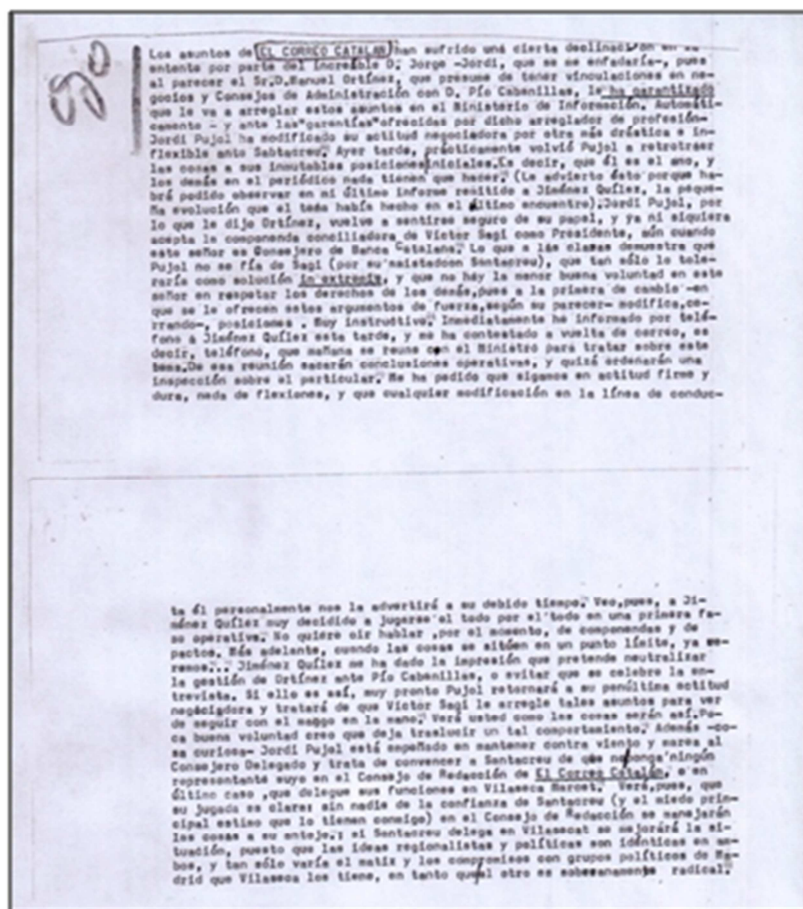 ojo
Los asuntos de EL CORREO CATALAN han sufrido una cierta declinación en la
entente por parte del increible D. Jorge -Jordi, que se se enfadaría-, pues
al parecer el Sr.D.Manuel Ortínez, que presume de tener vinculaciones en ne-
gocios y Consejos de Administración con D. Pío Cabanillas, le ha garantizado
que le va a arreglar estos asuntos en el Ministerio de Información. Automáti-
camente - y ante las "garantías" ofrecidas por dicho arreglador de profesión-
Jordi Pujol ha modificado su actitud negociadora por otra más drástica e in-
flexible ante Santacreu. Ayer tarde, prácticamente volvió Pujol a retrotraer
las cosas a sus inmutables posiciones iniciales. Es decir, que él es el amo, y
los demás en el periódico nada tienen que hacer. (Le advierto ésto porque ha-
brá podido observar en mi último informe remitido a Jiménez Quílez, la peque-
ña evolución que el tema había hecho en el último encuentro). Jordi Pujol, por
lo que le dijo Ortínez, vuelve a sentirse seguro de su papel, y ya ni siquiera
acepta la componenda conciliadora de Víctor Sagi como Presidente, aún cuando
este señor es Consejero de Banca Catalana. Lo que a las claras demuestra que
Pujol no se fía de Sagi (por su amistad con Santacreu), que tan sólo lo tole-
raría como solución in extremis, y que no hay la menor buena voluntad en este
señor en respetar los derechos de los demás, pues a la primera de cambio -en
que se le ofrecen estos argumentos de fuerza, según su parecer- modifica, ce-
rrando-, posiciones . Muy instructivo. Inmediatamente he informado por telé-
fono a Jiménez Quílez esta tarde, y me ha contestado a vuelta de correo, es
decir, teléfono, que mañana se reune con el Ministro para tratar sobre este
tema. De esa reunión sacarán conclusiones operativas, y quizá ordenarán una
inspección sobre el particular. Me ha pedido que sigamos en actitud firme y
dura, nada de flexiones, y que cualquier modificación en la línea de conduc-
ta él personalmente nos la advertirá a su debido tiempo. Veo, pues, a Ji-
ménez Quílez muy decidido a jugarse el todo por el todo en una primera fa-
se operativa. No quiere oir hablar ,por el momento, de componendas y de
pactos. Más adelante, cuando las cosas se sitúen en un punto límite, ya ve-
remos... Jiménez Quílez me ha dado la impresión que pretende neutralizar
la gestión de Ortínez ante Pío Cabanillas, o evitar que se celebre la en-
trevista. Si ello es así, muy pronto Pujol retornará a su penúltima actitud
negociadora y tratará de que Víctor Sagi le arregle tales asuntos para ver
de seguir con el mango en la mano. Verá usted como las cosas serán así. Po-
ca buena voluntad creo que deja traslucir un tal comportamiento. Además -co-
sa curiosa- Jordi Pujol está empeñado en mantener contra viento y marea al
Consejero Delegado y trata de convencer a Santacreu de que no ponga ningún
representante suyo en el Consejo de Redacción de El Correo Catalán, o en
último caso ,que delegue sus funciones en Vilaseca Marcet. Verá, pues, que
su jugada es clara: sin nadie de la confianza de Santacreu (y el miedo prin-
cipal estimo que lo tienen conmigo) en el Consejo de Redacción se manejarán
las cosas a su antojo.; si Santacreu delega en Vilasecat se mejorará la si-
tuación, puesto que las ideas regionalistas y políticas son idénticas en am-
bos, y tan sólo varía el matiz y los compromisos con grupos políticos de Ma-
drid que Vilaseca los tiene, en tanto que el otro es soberanamente radical.